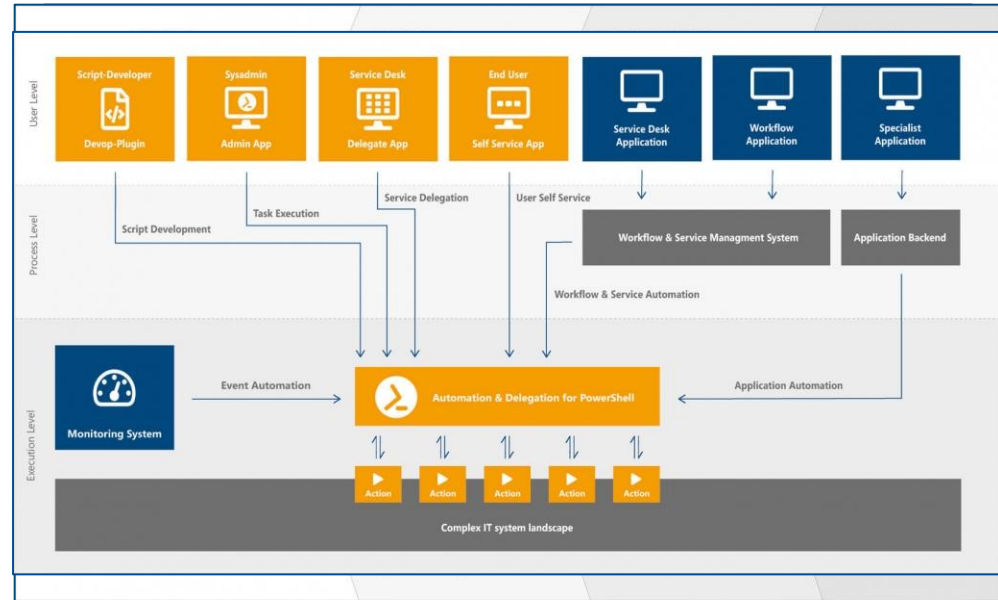 User Level
Script-Developer
Devop-Plugin
Sysadmin
Admin App
Service Desk
Delegate App
End User
Self Service App
Service Desk
Application
Workflow
Application
Specialist
Application
Process Level
Script Development
Task Execution
Service Delegation
User Self Service
Workflow & Service Managment System
Application Backend
Workflow & Service Automation
Execution Level
Monitoring System
Event Automation
Automation & Delegation for PowerShell
Application Automation
Action
Action
Action
Action
Action
Complex IT system landscape